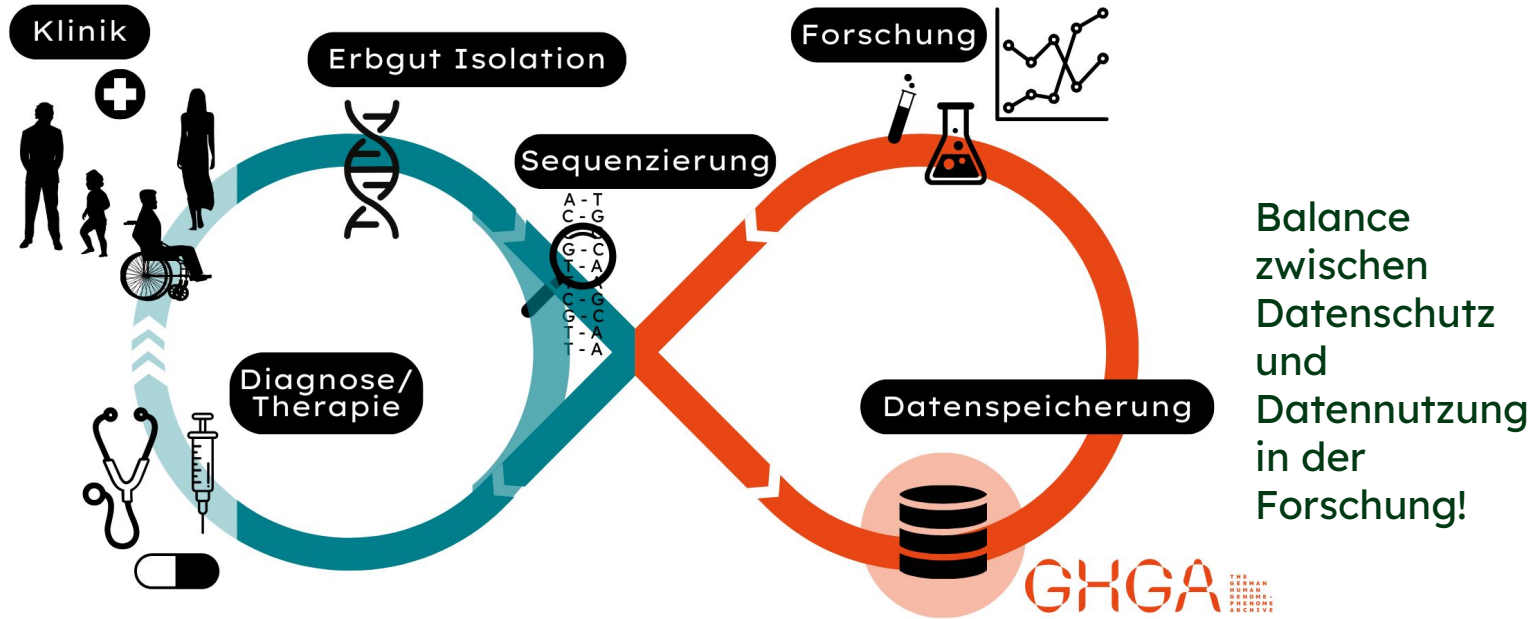 Klinik
Erbgut Isolation
Forschung
Sequenzierung
A - T
C - G
G - C
T - A
T - A
C - G
G - C
T - A
T - A
Diagnose/
Therapie
Datenspeicherung
GHGA
THE
GERMAN
HUMAN
GENOME-
PHENOME
ARCHIVE
Balance
zwischen
Datenschutz
und
Datennutzung
in der
Forschung!